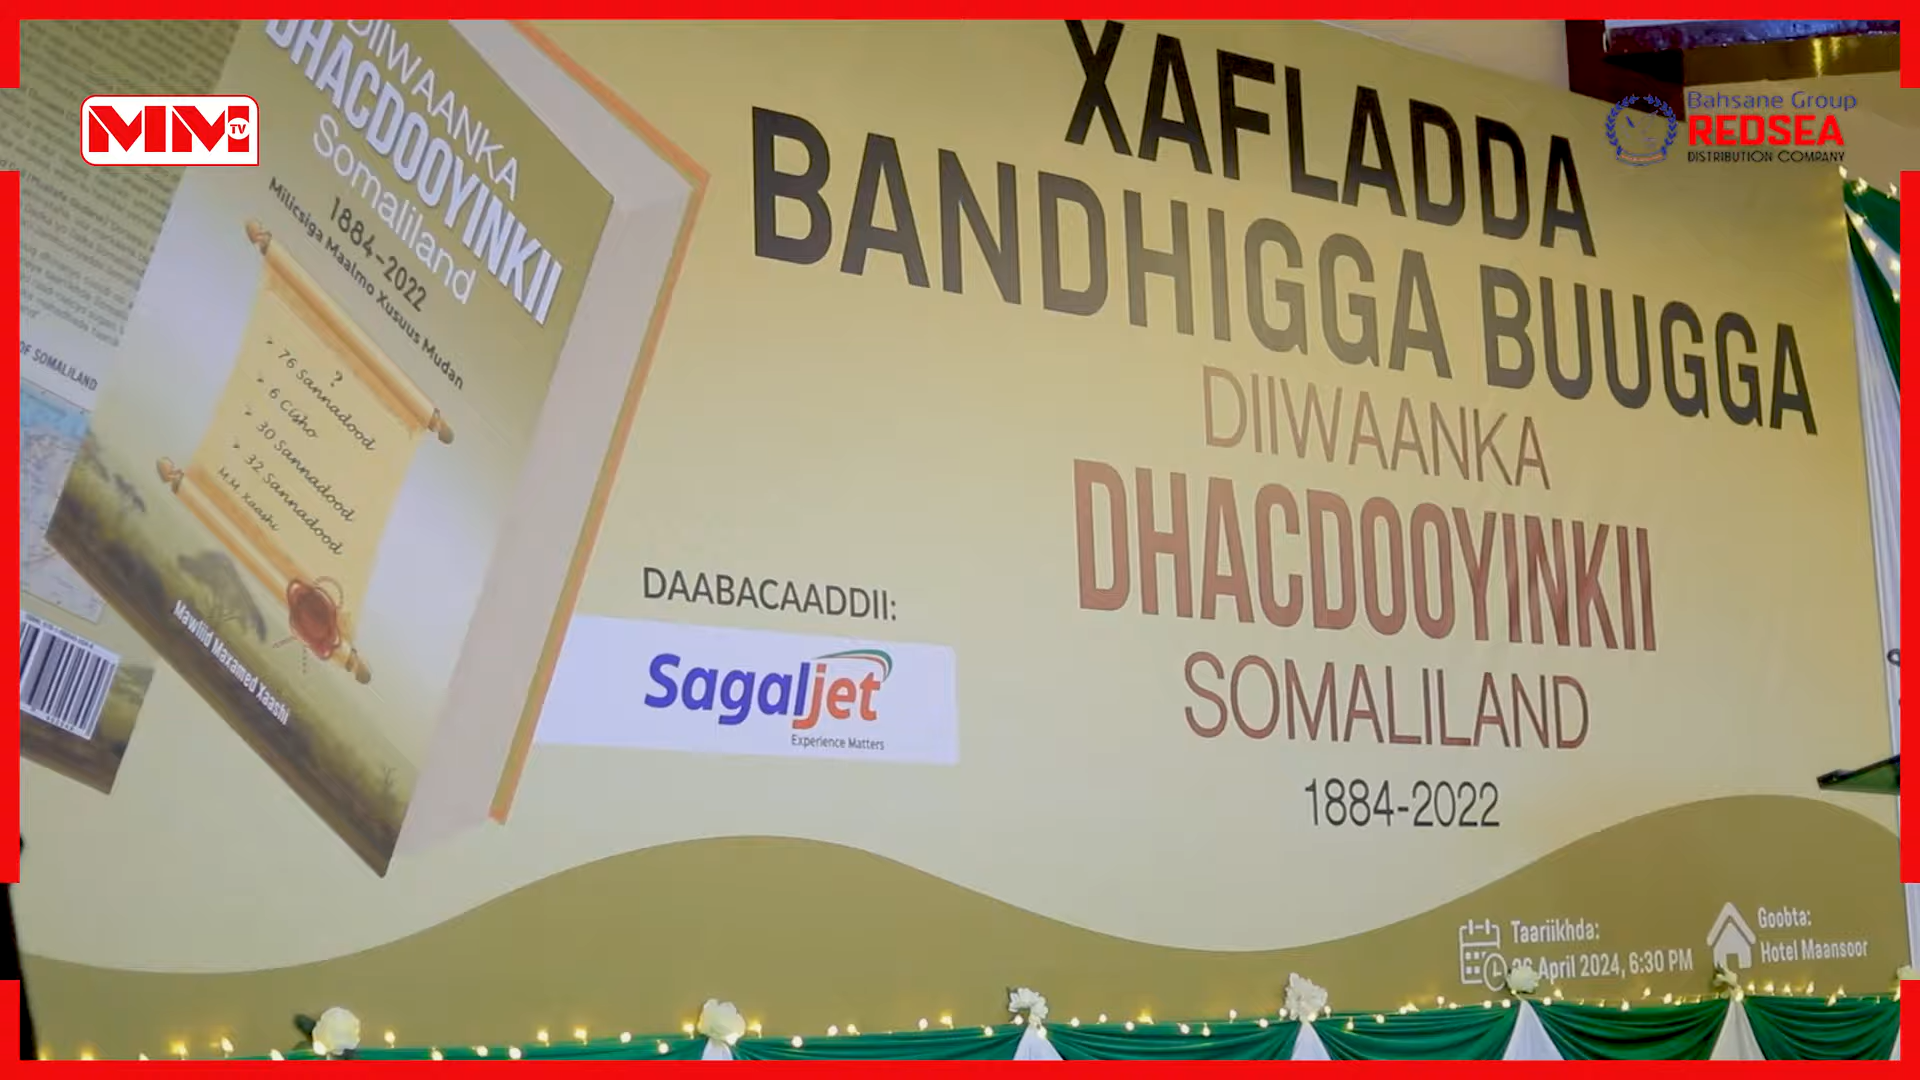 MM TV
Bahsane Group
REDSEA
DISTRIBUTION COMPANY
DIIWAANKA
DHACDOOYINKII
Somaliland
1884-2022
Milicsiga Maalmo Xusuus Mudan
?
➢ 76 Sannadood
➢ 6 Cisho
➢ 30 Sannadood
➢ 32 Sannadood
M.M. Xaashi
Mawliid Maxamed Xaashi
OF SOMALILAND
XAFLADDA
BANDHIGGA BUUGGA
DIIWAANKA
DHACDOOYINKII
SOMALILAND
1884-2022
DAABACAADDII:
Sagaljet
Experience Matters
Taariikhda:
April 2024, 6:30 PM
Goobta:
Hotel Maansoor